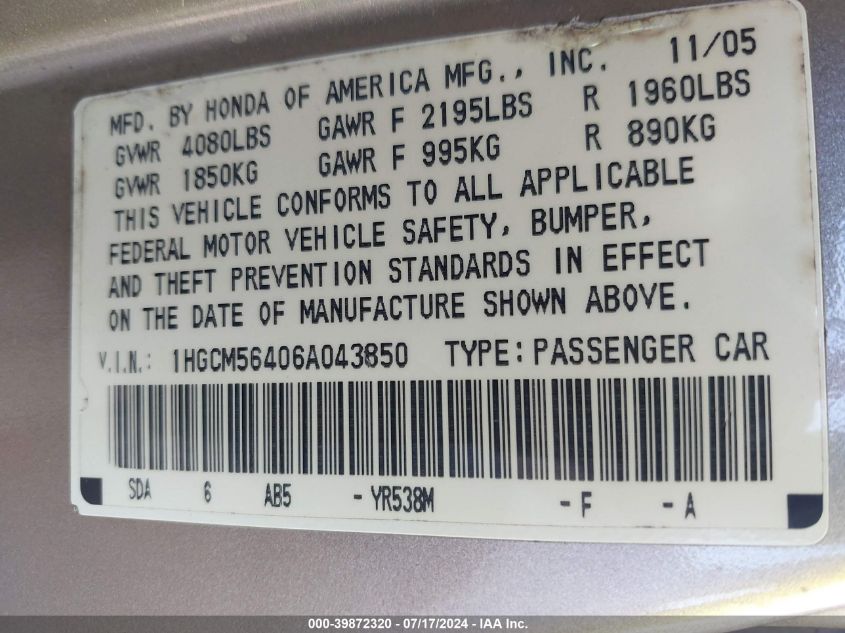 MFD. BY HONDA OF AMERICA MFG., INC. 11/05
GVWR 4080LBS GAWR F 2195LBS R 1960LBS
GVWR 1850KG GAWR F 995KG R 890KG
THIS VEHICLE CONFORMS TO ALL APPLICABLE
FEDERAL MOTOR VEHICLE SAFETY, BUMPER,
AND THEFT PREVENTION STANDARDS IN EFFECT
ON THE DATE OF MANUFACTURE SHOWN ABOVE.
V.I.N.: 1HGCM56406A043850 TYPE: PASSENGER CAR
SDA 6 AB5 - YR538M - F - A
000-39872320 - 07/17/2024 - IAA Inc.